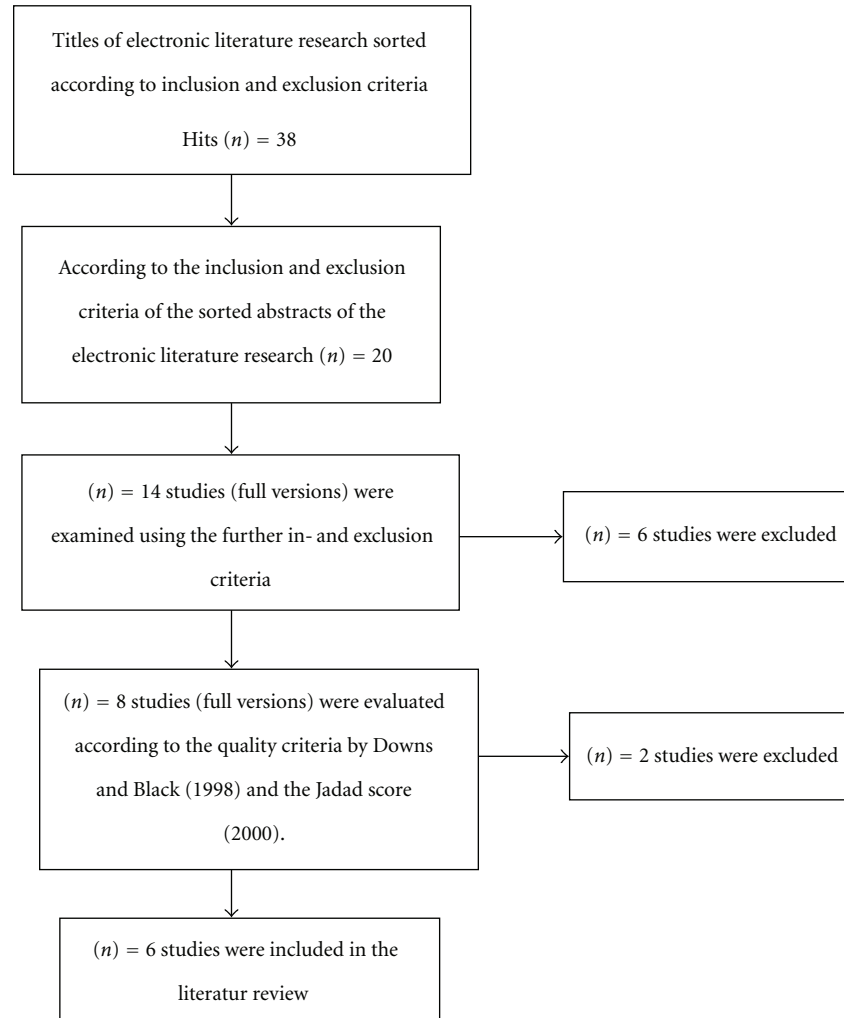 Titles of electronic literature research sorted
according to inclusion and exclusion criteria
Hits (n) = 38
According to the inclusion and exclusion
criteria of the sorted abstracts of the
electronic literature research (n) = 20
(n) = 14 studies (full versions) were
examined using the further in- and exclusion
criteria
(n) = 6 studies were excluded
(n) = 8 studies (full versions) were evaluated
according to the quality criteria by Downs
and Black (1998) and the Jadad score
(2000).
(n) = 2 studies were excluded
(n) = 6 studies were included in the
literatur review